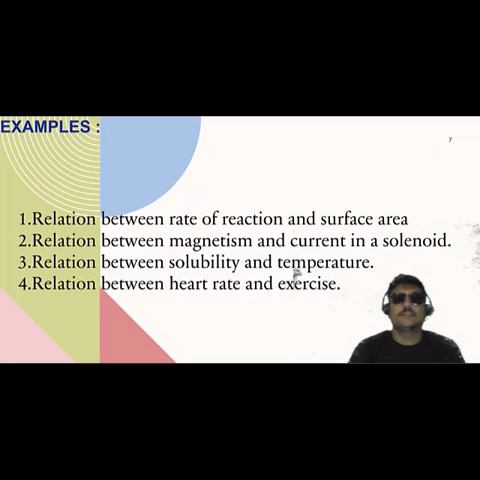 EXAMPLES :
7
1.Relation between rate of reaction and surface area
2.Relation between magnetism and current in a solenoid.
3.Relation between solubility and temperature.
4.Relation between heart rate and exercise.